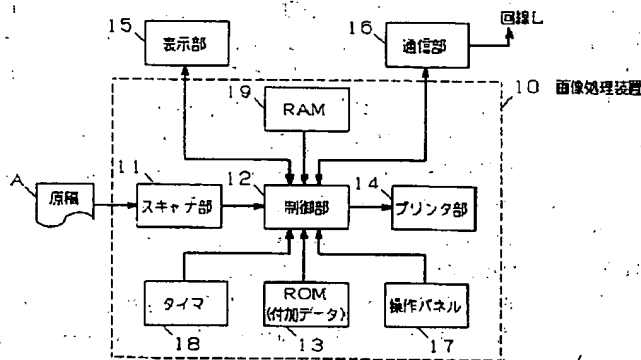 回線L
15
表示部
16
通信部
10 画像処理装置
19
RAM
A
原稿
11
スキャナ部
12
制御部
14
プリンタ部
タイマ
18
ROM
(付加データ)
13
操作パネル
17